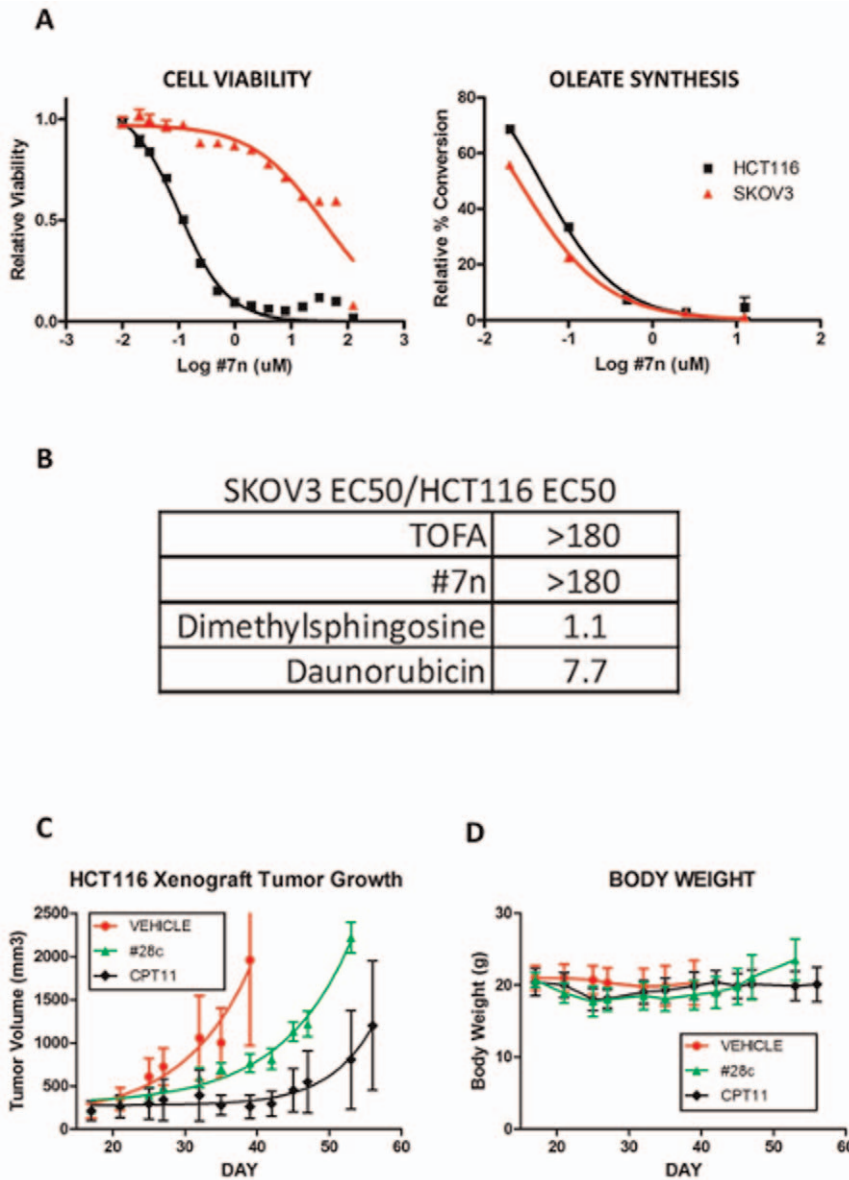 A
CELL VIABILITY
OLEATE SYNTHESIS
Relative Viability
1.0
0.5
0.0
-3 -2 -1 0 1 2 3
Log #7n (uM)
Relative % Conversion
80
60
40
20
0
-2 -1 0 1 2
Log #7n (uM)
HCT116
SKOV3
B
SKOV3 EC50/HCT116 EC50
TOFA >180
#7n >180
Dimethylsphingosine 1.1
Daunorubicin 7.7
C
HCT116 Xenograft Tumor Growth
Tumor Volume (mm3)
2500
2000
1500
1000
500
0
VEHICLE
#28c
CPT11
20 30 40 50 60
DAY
D
BODY WEIGHT
Body Weight (g)
30
20
10
0
VEHICLE
#28c
CPT11
20 30 40 50 60
DAY